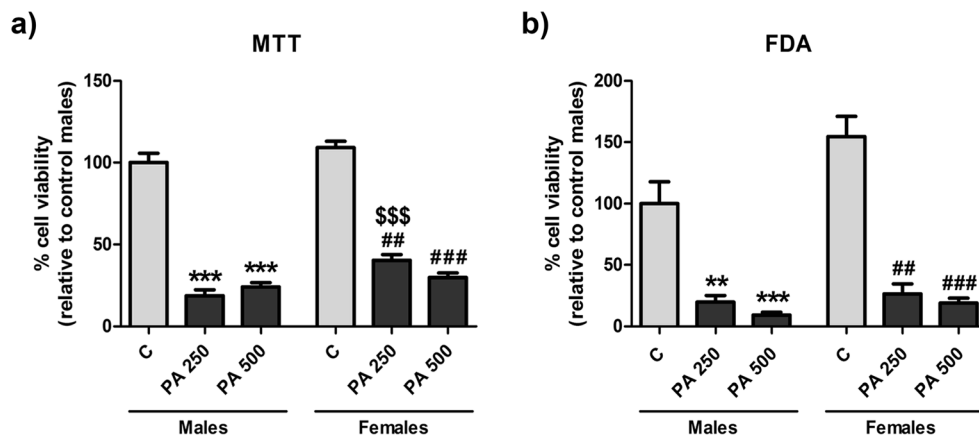 a)
MTT
% cell viability
(relative to control males)
150
100
50
0
***
***
$$$
##
###
C
PA 250
PA 500
C
PA 250
PA 500
Males
Females
b)
FDA
% cell viability
(relative to control males)
200
150
100
50
0
**
***
##
###
C
PA 250
PA 500
C
PA 250
PA 500
Males
Females